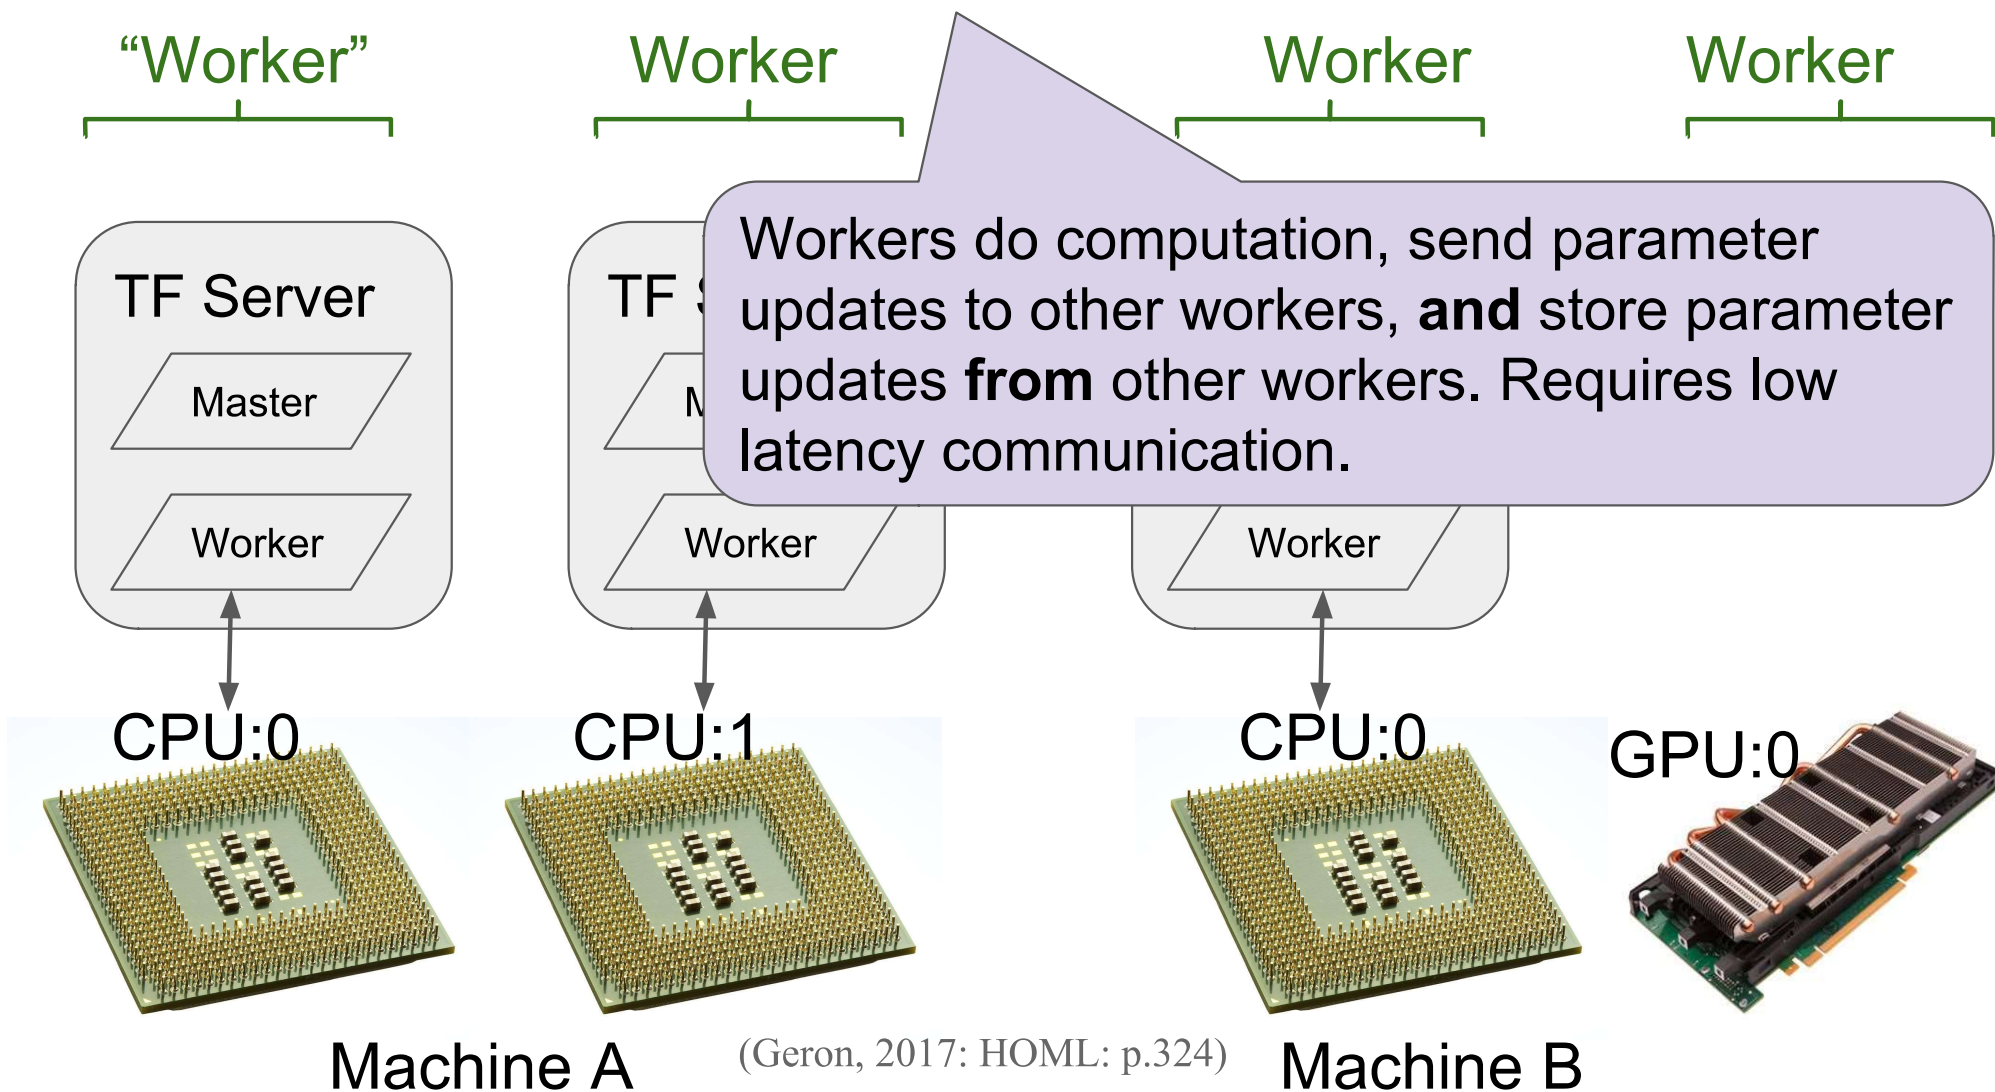 “Worker”
Worker
Worker
Worker
TF Server
TF
Workers do computation, send parameter
updates to other workers, and store parameter
updates from other workers. Requires low
latency communication.
Master
Worker
Worker
Worker
CPU:0
CPU:1
CPU:0
GPU:0
Machine A
(Geron, 2017: HOML: p.324)
Machine B